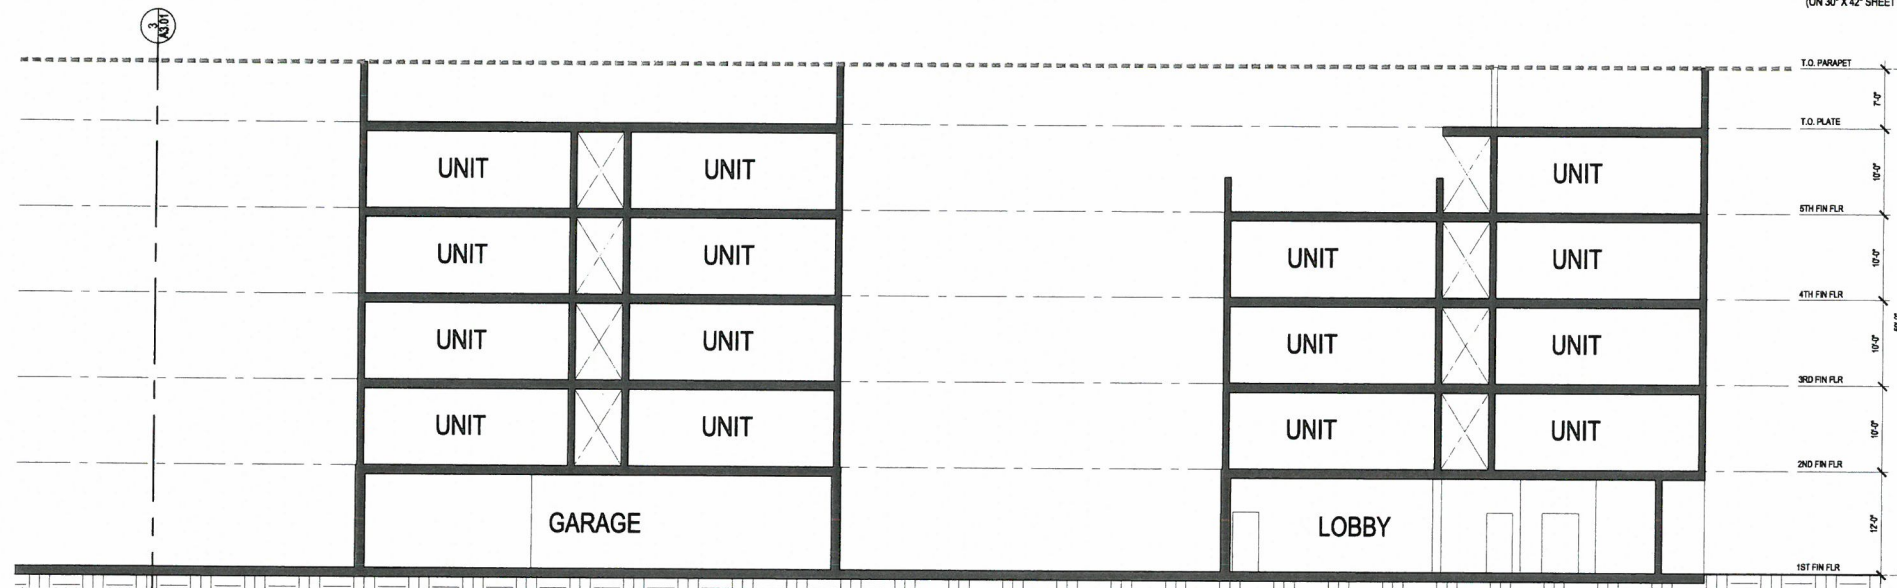 (ON 30" X 42" SHEET
3
A3.01
T.O. PARAPET
7'-0"
T.O. PLATE
UNIT UNIT UNIT
10'-0"
5TH FIN FLR
UNIT UNIT UNIT UNIT
10'-0"
4TH FIN FLR
UNIT UNIT UNIT UNIT
10'-0"
3RD FIN FLR
UNIT UNIT UNIT UNIT
10'-0"
2ND FIN FLR
GARAGE LOBBY
12'-0"
1ST FIN FLR